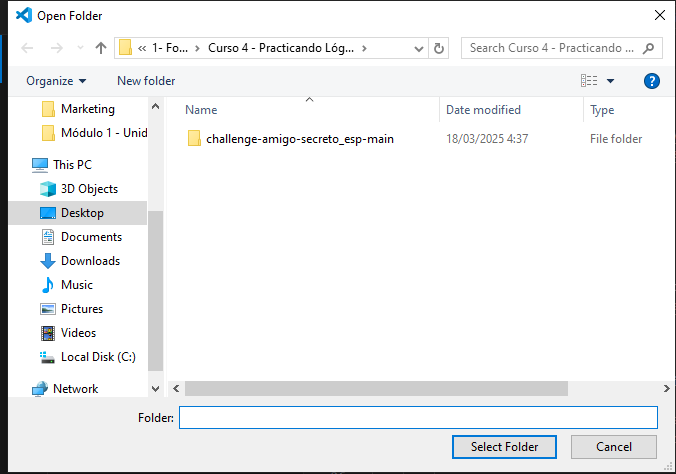 Open Folder
« 1- Fo... › Curso 4 - Practicando Lóg... ›
Search Curso 4 - Practicando ...
Organize
New folder
Marketing
Módulo 1 - Unid
This PC
3D Objects
Desktop
Documents
Downloads
Music
Pictures
Videos
Local Disk (C:)
Network
Name Date modified Type
challenge-amigo-secreto_esp-main 18/03/2025 4:37 File folder
Folder:
Select Folder
Cancel